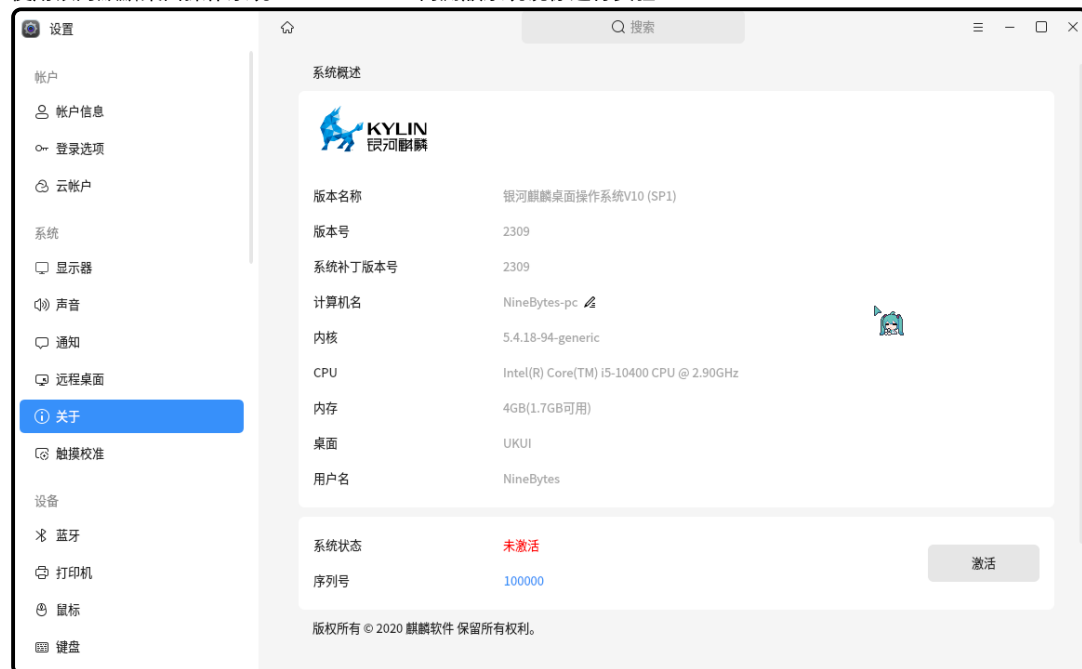 设置
搜索
帐户
帐户信息
登录选项
云帐户
系统
显示器
声音
通知
远程桌面
关于
触摸校准
设备
蓝牙
打印机
鼠标
键盘
系统概述
KYLIN
银河麒麟
版本名称 银河麒麟桌面操作系统V10 (SP1)
版本号 2309
系统补丁版本号 2309
计算机名 NineBytes-pc
内核 5.4.18-94-generic
CPU Intel(R) Core(TM) i5-10400 CPU @ 2.90GHz
内存 4GB(1.7GB可用)
桌面 UKUI
用户名 NineBytes
系统状态 未激活
激活
序列号 100000
版权所有 © 2020 麒麟软件 保留所有权利。